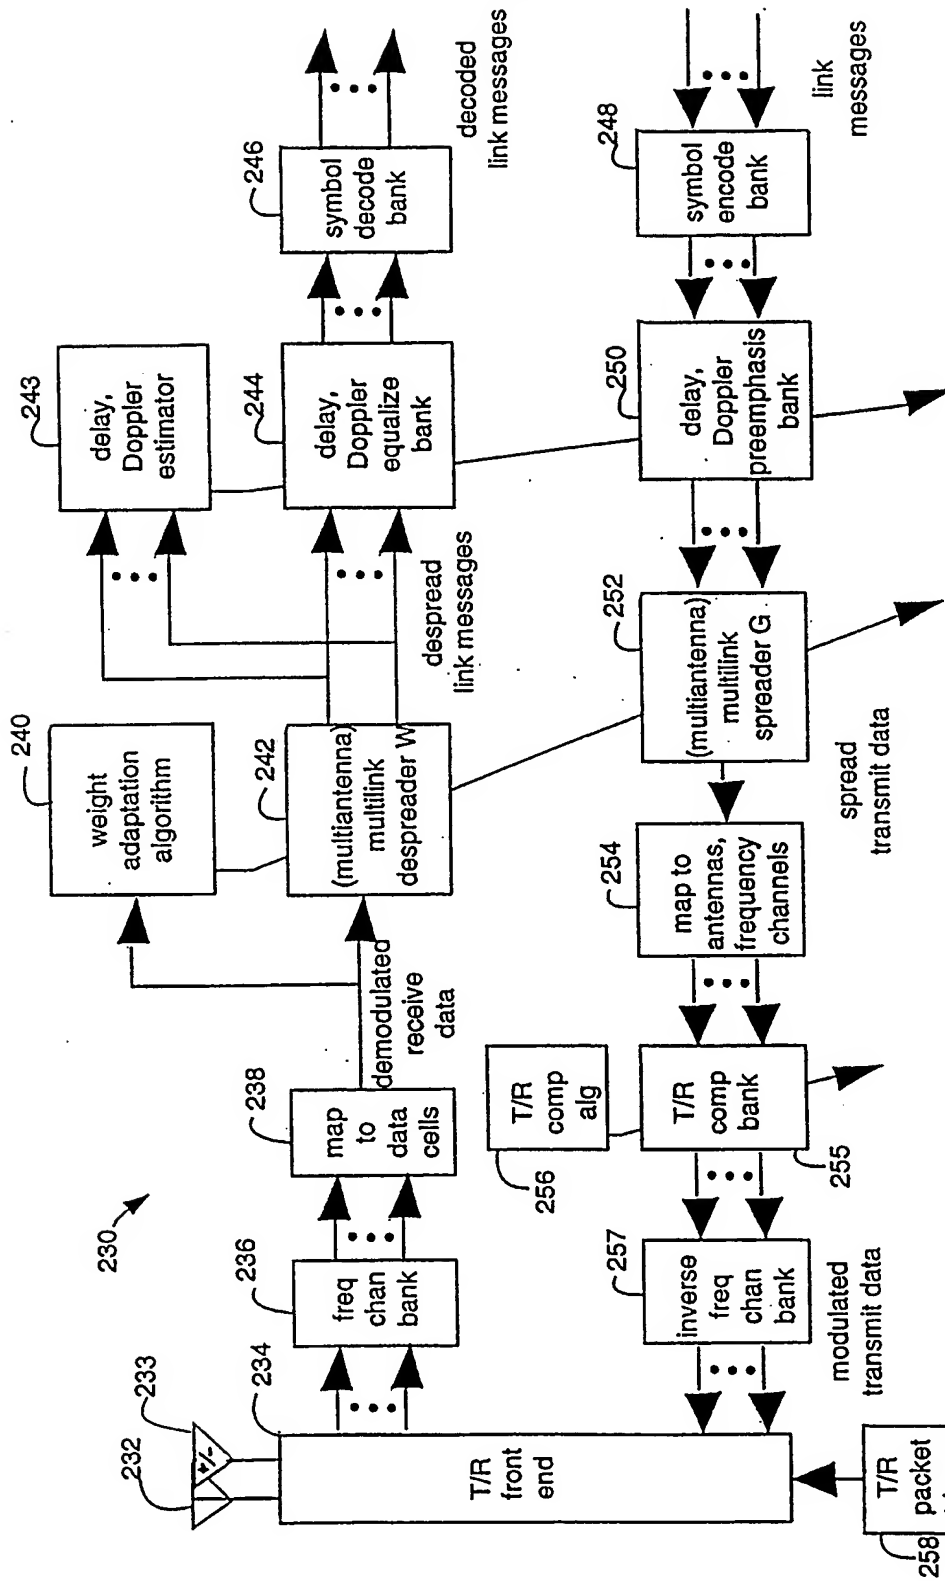 230
232
233
+/-
234
T/R
front
end
236
freq
chan
bank
238
map
to
data
cells
demodulated
receive
data
240
weight
adaptation
algorithm
242
(multiantenna)
multilink
despreader W
despread
link messages
243
delay,
Doppler
estimator
244
delay,
Doppler
equalize
bank
246
symbol
decode
bank
decoded
link messages
258
T/R
packet
modulated
transmit data
257
inverse
freq
chan
bank
256
T/R
comp
alg
255
T/R
comp
bank
254
map to
antennas,
frequency
channels
spread
transmit data
252
(multiantenna)
multilink
spreader G
250
delay,
Doppler
preemphasis
bank
248
symbol
encode
bank
link
messages